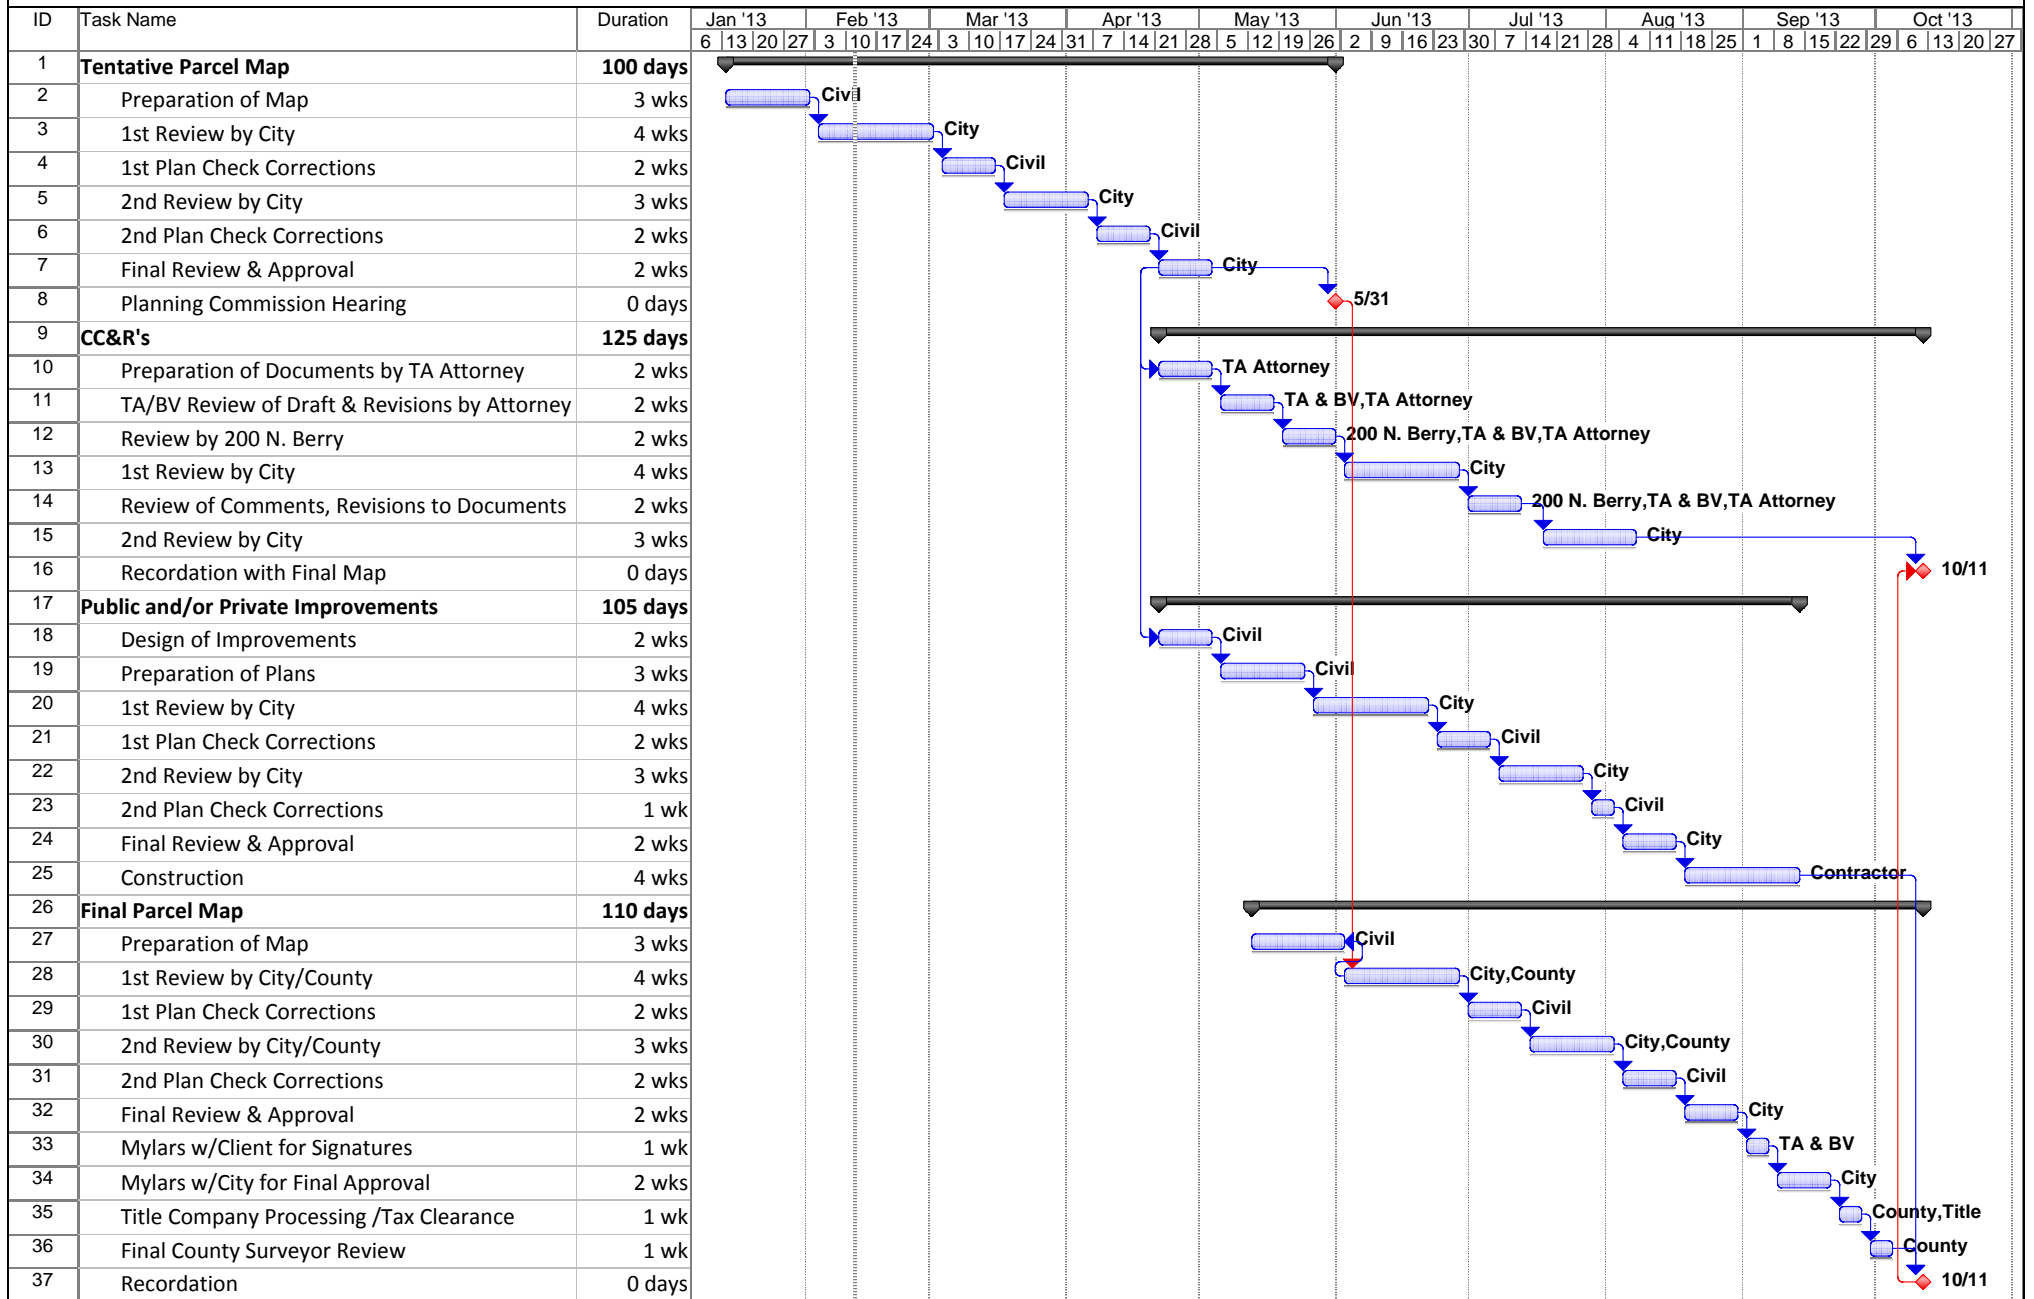 ID Task Name Duration Jan '13 Feb '13 Mar '13 Apr '13 May '13 Jun '13 Jul '13 Aug '13 Sep '13 Oct '13
6 13 20 27 3 10 17 24 3 10 17 24 31 7 14 21 28 5 12 19 26 2 9 16 23 30 7 14 21 28 4 11 18 25 1 8 15 22 29 6 13 20 27
1 Tentative Parcel Map 100 days
2 Preparation of Map 3 wks Civil
3 1st Review by City 4 wks City
4 1st Plan Check Corrections 2 wks Civil
5 2nd Review by City 3 wks City
6 2nd Plan Check Corrections 2 wks Civil
7 Final Review & Approval 2 wks City
8 Planning Commission Hearing 0 days 5/31
9 CC&R's 125 days
10 Preparation of Documents by TA Attorney 2 wks TA Attorney
11 TA/BV Review of Draft & Revisions by Attorney 2 wks TA & BV,TA Attorney
12 Review by 200 N. Berry 2 wks 200 N. Berry,TA & BV,TA Attorney
13 1st Review by City 4 wks City
14 Review of Comments, Revisions to Documents 2 wks 200 N. Berry,TA & BV,TA Attorney
15 2nd Review by City 3 wks City
16 Recordation with Final Map 0 days 10/11
17 Public and/or Private Improvements 105 days
18 Design of Improvements 2 wks Civil
19 Preparation of Plans 3 wks Civil
20 1st Review by City 4 wks City
21 1st Plan Check Corrections 2 wks Civil
22 2nd Review by City 3 wks City
23 2nd Plan Check Corrections 1 wk Civil
24 Final Review & Approval 2 wks City
25 Construction 4 wks Contractor
26 Final Parcel Map 110 days
27 Preparation of Map 3 wks Civil
28 1st Review by City/County 4 wks City,County
29 1st Plan Check Corrections 2 wks Civil
30 2nd Review by City/County 3 wks City,County
31 2nd Plan Check Corrections 2 wks Civil
32 Final Review & Approval 2 wks City
33 Mylars w/Client for Signatures 1 wk TA & BV
34 Mylars w/City for Final Approval 2 wks City
35 Title Company Processing /Tax Clearance 1 wk County,Title
36 Final County Surveyor Review 1 wk County
37 Recordation 0 days 10/11